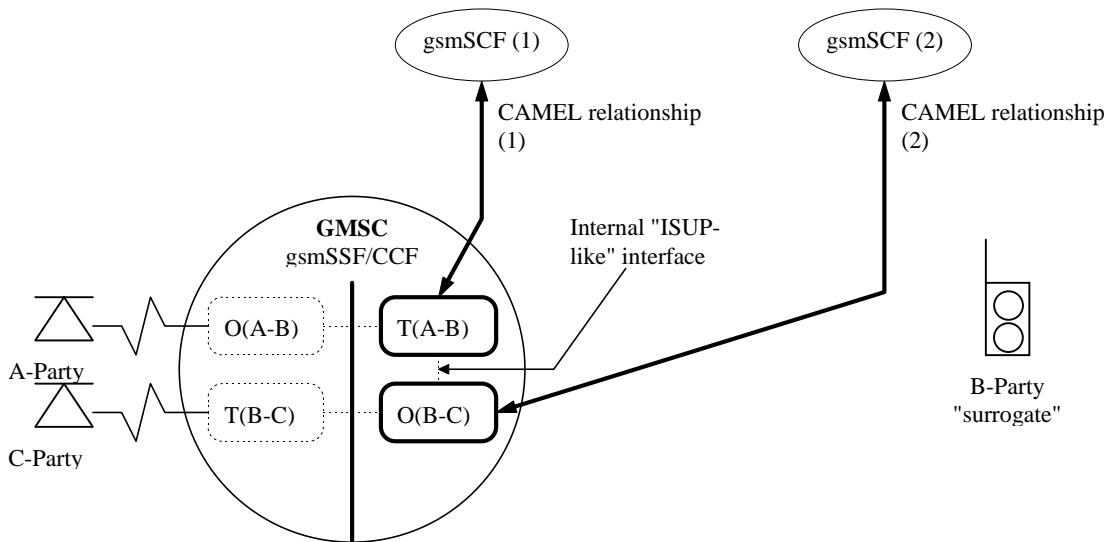 gsmSCF (1)
gsmSCF (2)
CAMEL relationship
(1)
CAMEL relationship
(2)
GMSC
gsmSSF/CCF
Internal "ISUP-
like" interface
O(A-B)
T(A-B)
A-Party
T(B-C)
O(B-C)
C-Party
B-Party
"surrogate"